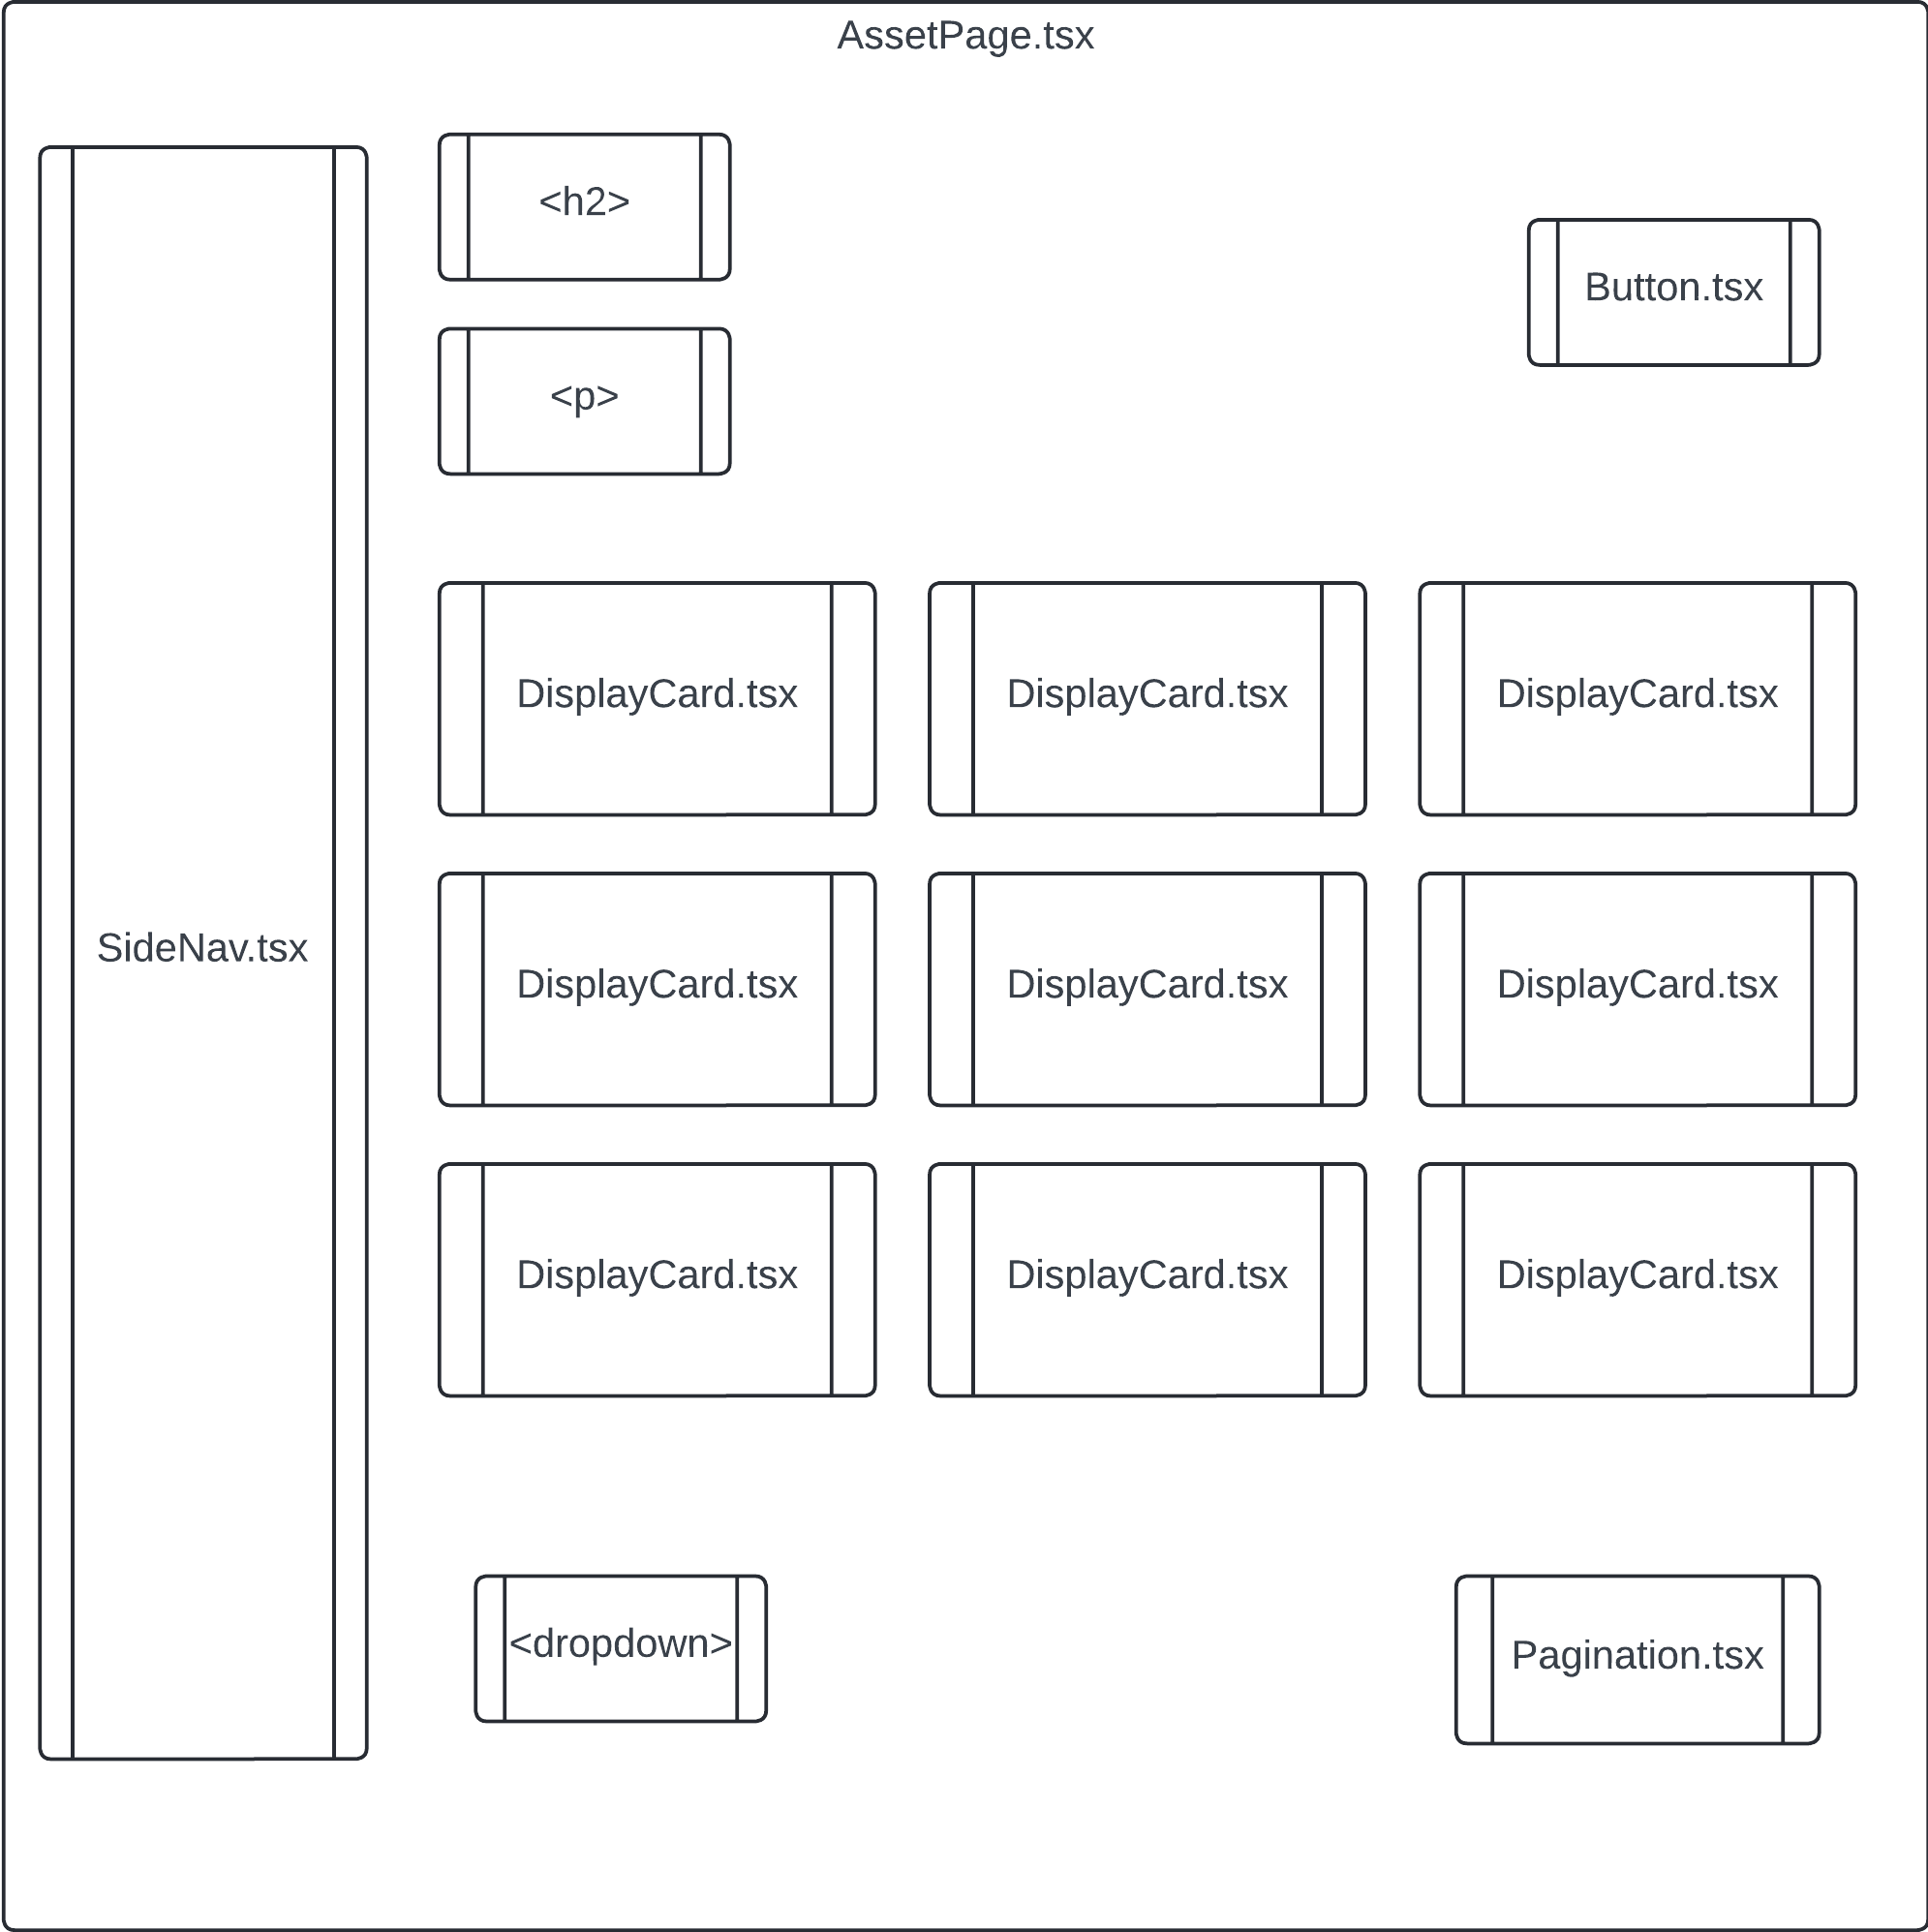 AssetPage.tsx
SideNav.tsx
<h2>
<p>
Button.tsx
DisplayCard.tsx
DisplayCard.tsx
DisplayCard.tsx
DisplayCard.tsx
DisplayCard.tsx
DisplayCard.tsx
DisplayCard.tsx
DisplayCard.tsx
DisplayCard.tsx
<dropdown>
Pagination.tsx